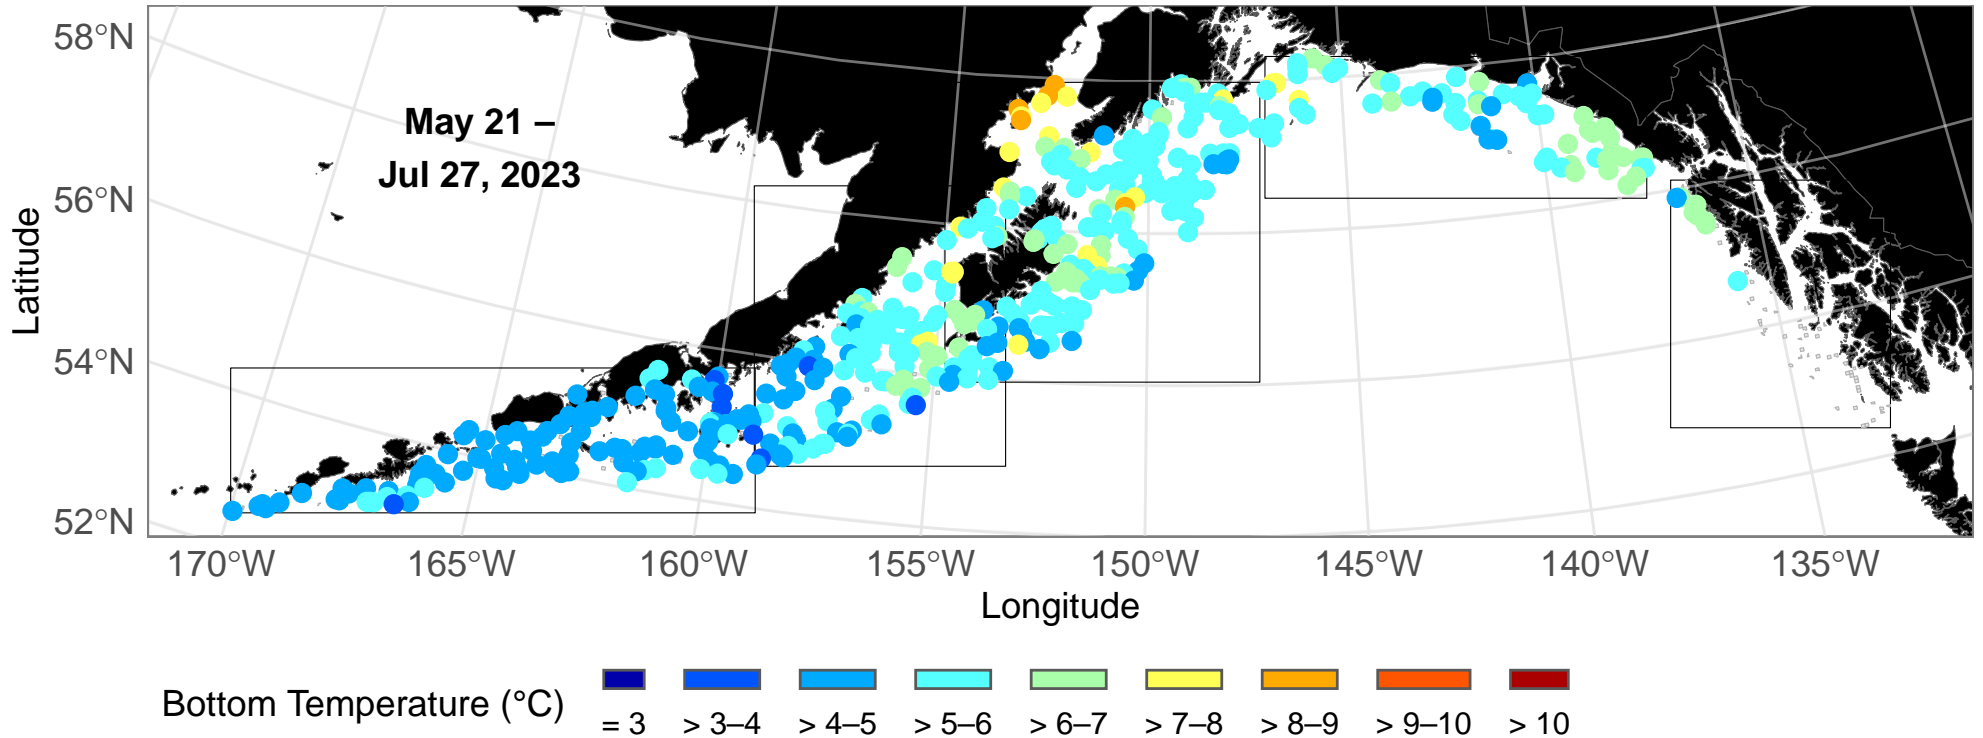 58°N
56°N
54°N
52°N
Latitude
May 21 –
Jul 27, 2023
170°W 165°W 160°W 155°W 150°W 145°W 140°W 135°W
Longitude
Bottom Temperature (°C)
= 3 > 3–4 > 4–5 > 5–6 > 6–7 > 7–8 > 8–9 > 9–10 > 10